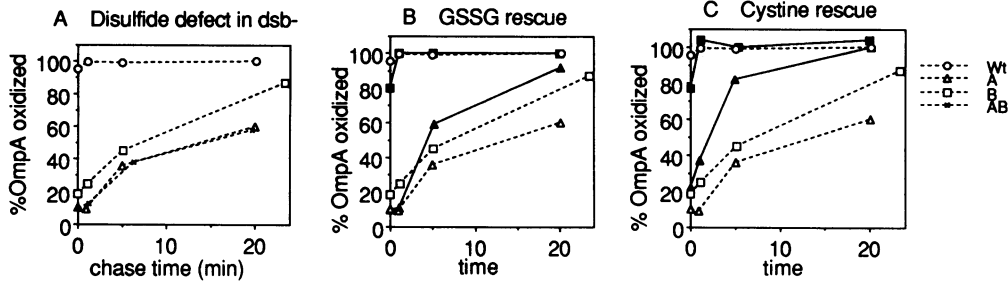 A Disulfide defect in dsb-
%OmpA oxidized
100
80
60
40
20
0
0 10 20
chase time (min)
B GSSG rescue
% OmpA oxidized
100
80
60
40
20
0
0 10 20
time
C Cystine rescue
% OmpA oxidized
100
80
60
40
20
0
0 10 20
time
Wt
A
B
AB